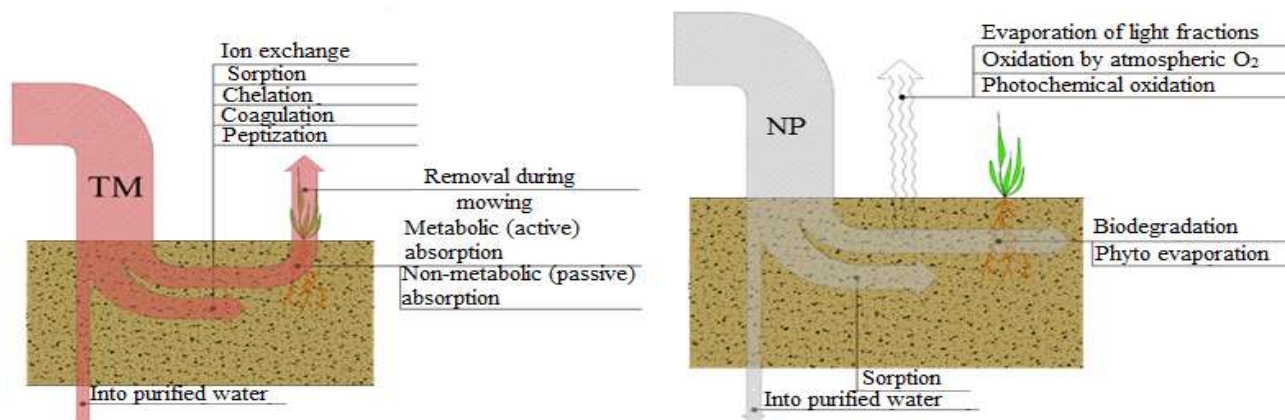 Ion exchange
Sorption
Chelation
Coagulation
Peptization
TM
Removal during
mowing
Metabolic (active)
absorption
Non-metabolic (passive)
absorption
Into purified water
Evaporation of light fractions
Oxidation by atmospheric O₂
Photochemical oxidation
NP
Biodegradation
Phyto evaporation
Sorption
Into purified water